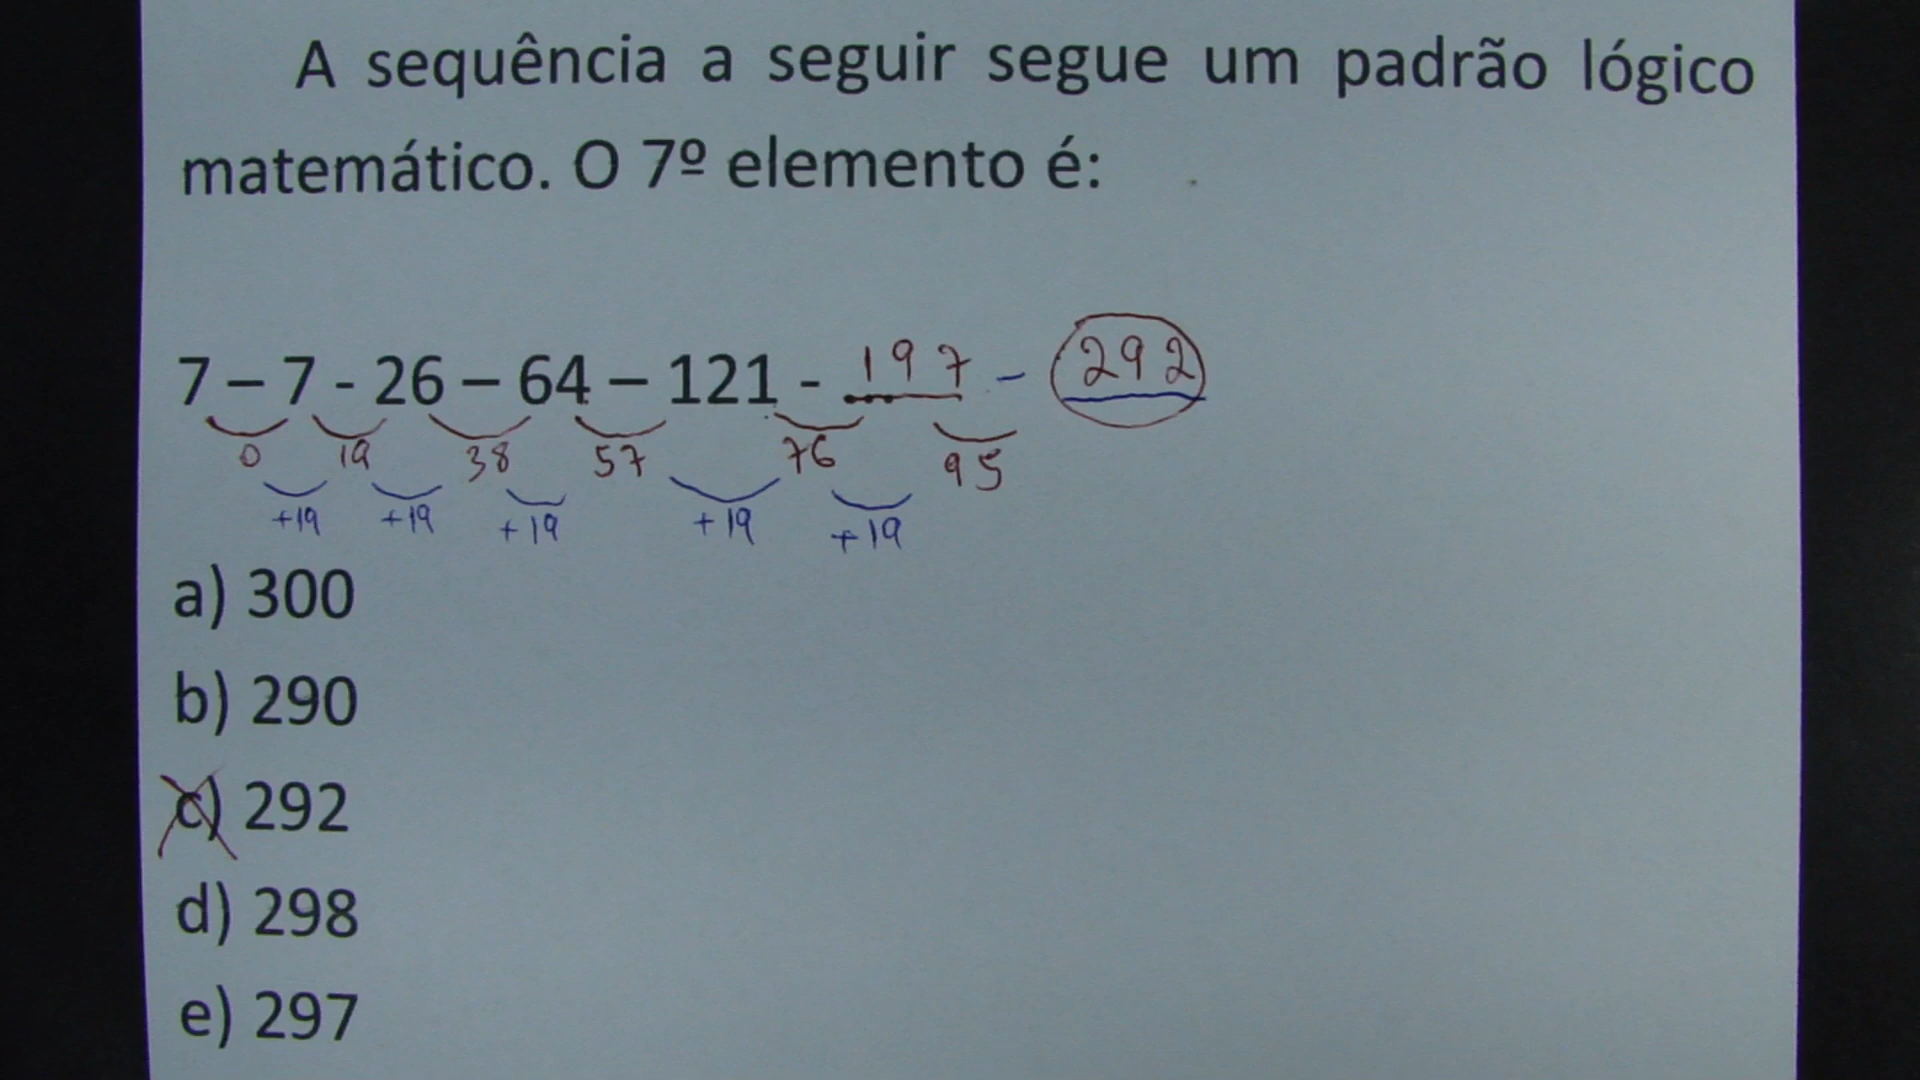 A sequência a seguir segue um padrão lógico
matemático. O 7º elemento é:
7 – 7 - 26 – 64 – 121 - ... 197 - 292
0 19 38 57 76 95
+19 +19 +19 +19 +19
a) 300
b) 290
c) 292
d) 298
e) 297